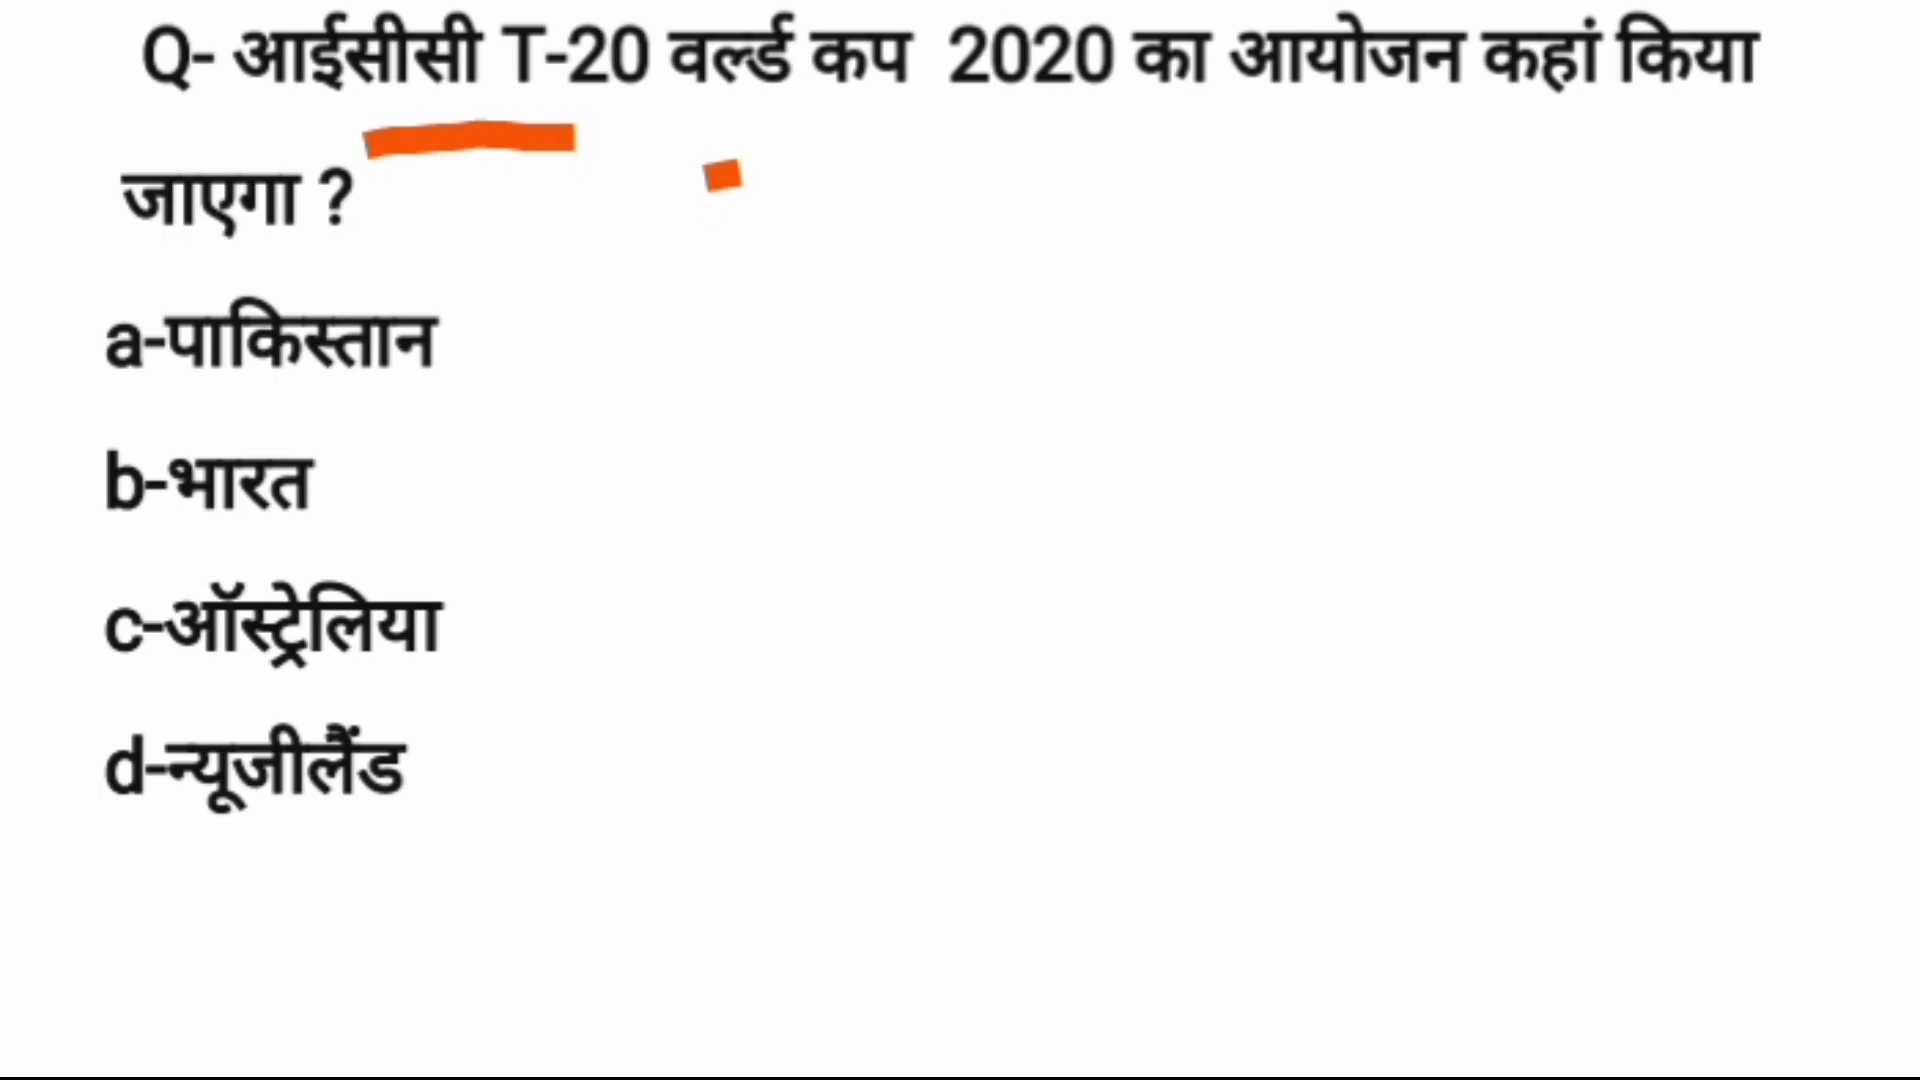 Q- आईसीसी T-20 वर्ल्ड कप 2020 का आयोजन कहां किया
जाएगा ?
a-पाकिस्तान
b-भारत
c-ऑस्ट्रेलिया
d-न्यूजीलैंड